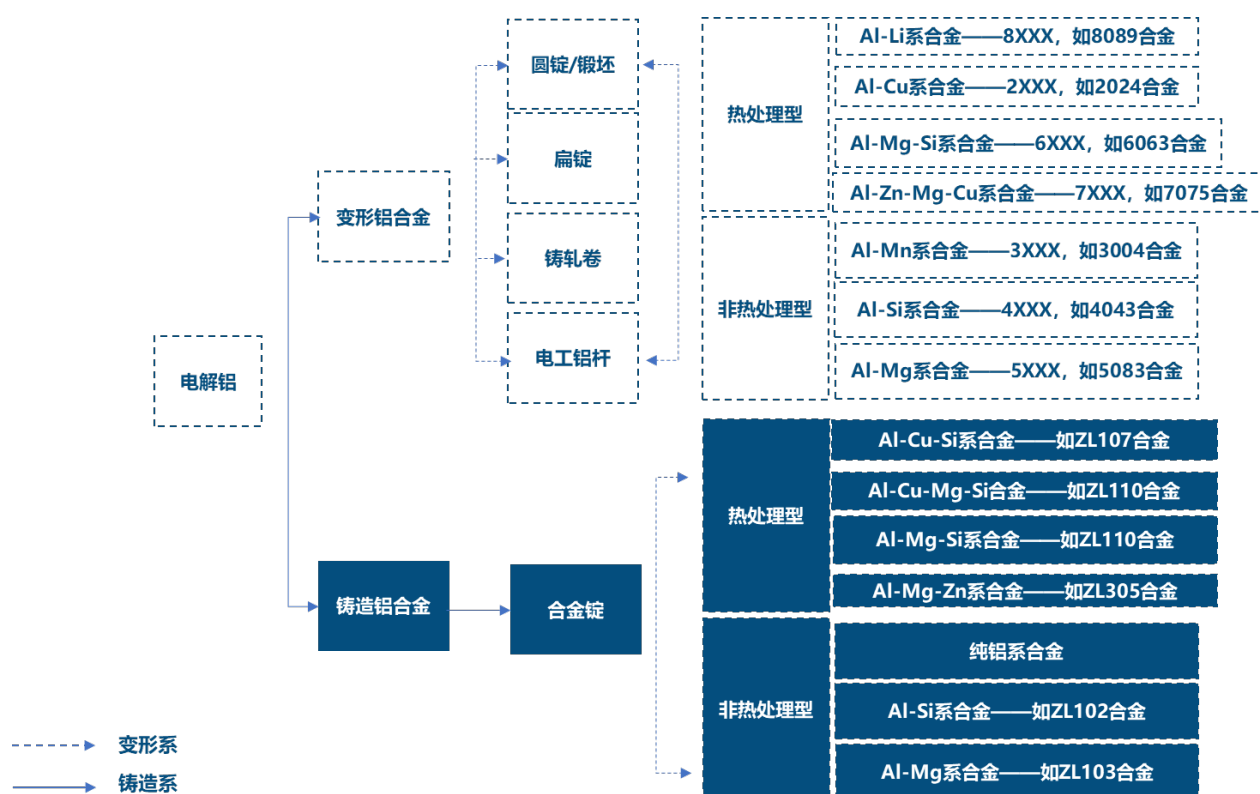 电解铝
变形铝合金
圆锭/锻坯
扁锭
铸轧卷
电工铝杆
热处理型
Al-Li系合金——8XXX，如8089合金
Al-Cu系合金——2XXX，如2024合金
Al-Mg-Si系合金——6XXX，如6063合金
Al-Zn-Mg-Cu系合金——7XXX，如7075合金
非热处理型
Al-Mn系合金——3XXX，如3004合金
Al-Si系合金——4XXX，如4043合金
Al-Mg系合金——5XXX，如5083合金
铸造铝合金
合金锭
热处理型
Al-Cu-Si系合金——如ZL107合金
Al-Cu-Mg-Si合金——如ZL110合金
Al-Mg-Si系合金——如ZL110合金
Al-Mg-Zn系合金——如ZL305合金
非热处理型
纯铝系合金
Al-Si系合金——如ZL102合金
Al-Mg系合金——如ZL103合金
变形系
铸造系